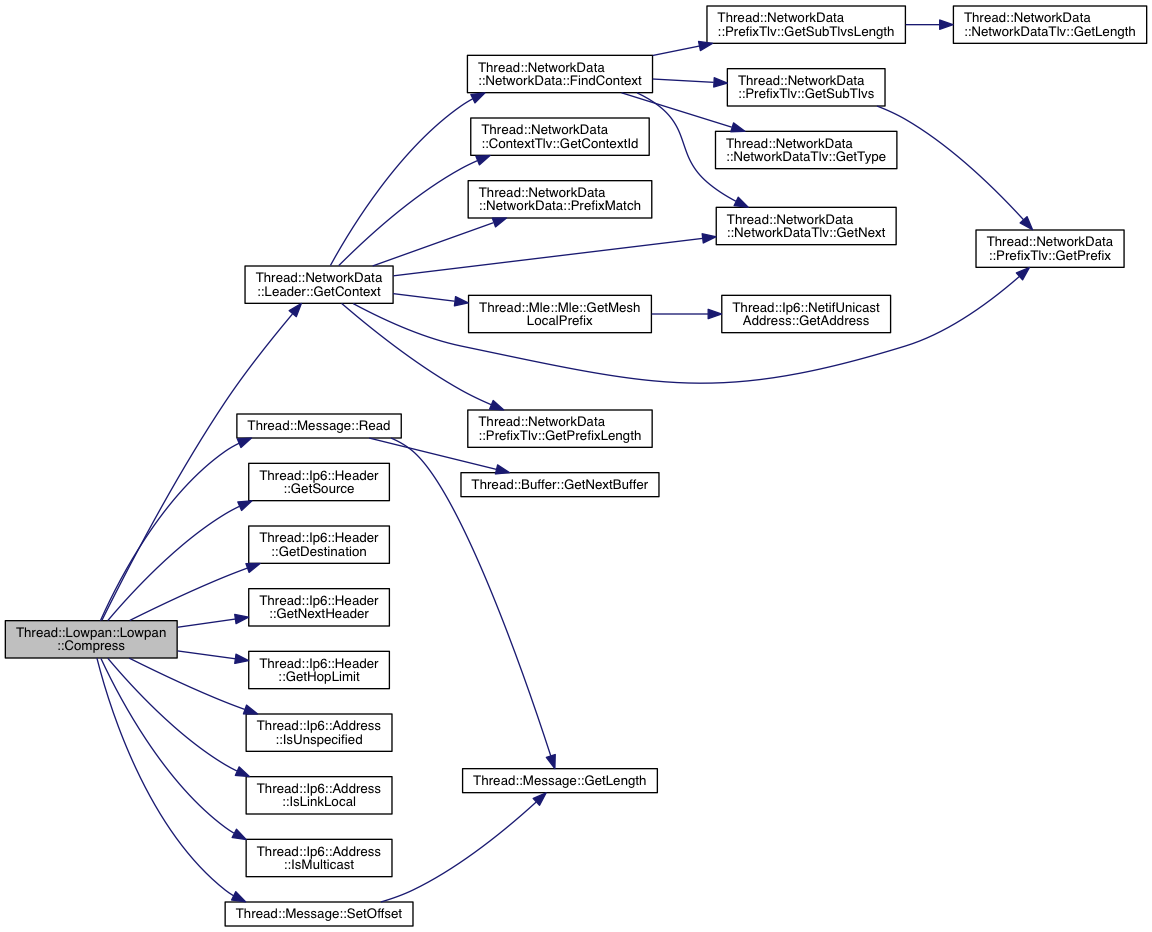 Thread::NetworkData
::PrefixTlv::GetSubTlvsLength
Thread::NetworkData
::NetworkDataTlv::GetLength
Thread::NetworkData
::NetworkData::FindContext
Thread::NetworkData
::PrefixTlv::GetSubTlvs
Thread::NetworkData
::ContextTlv::GetContextId
Thread::NetworkData
::NetworkDataTlv::GetType
Thread::NetworkData
::NetworkData::PrefixMatch
Thread::NetworkData
::NetworkDataTlv::GetNext
Thread::NetworkData
::PrefixTlv::GetPrefix
Thread::NetworkData
::Leader::GetContext
Thread::Mle::Mle::GetMesh
LocalPrefix
Thread::Ip6::NetifUnicast
Address::GetAddress
Thread::NetworkData
::PrefixTlv::GetPrefixLength
Thread::Message::Read
Thread::Buffer::GetNextBuffer
Thread::Ip6::Header
::GetSource
Thread::Ip6::Header
::GetDestination
Thread::Ip6::Header
::GetNextHeader
Thread::Lowpan::Lowpan
::Compress
Thread::Ip6::Header
::GetHopLimit
Thread::Ip6::Address
::IsUnspecified
Thread::Message::GetLength
Thread::Ip6::Address
::IsLinkLocal
Thread::Ip6::Address
::IsMulticast
Thread::Message::SetOffset